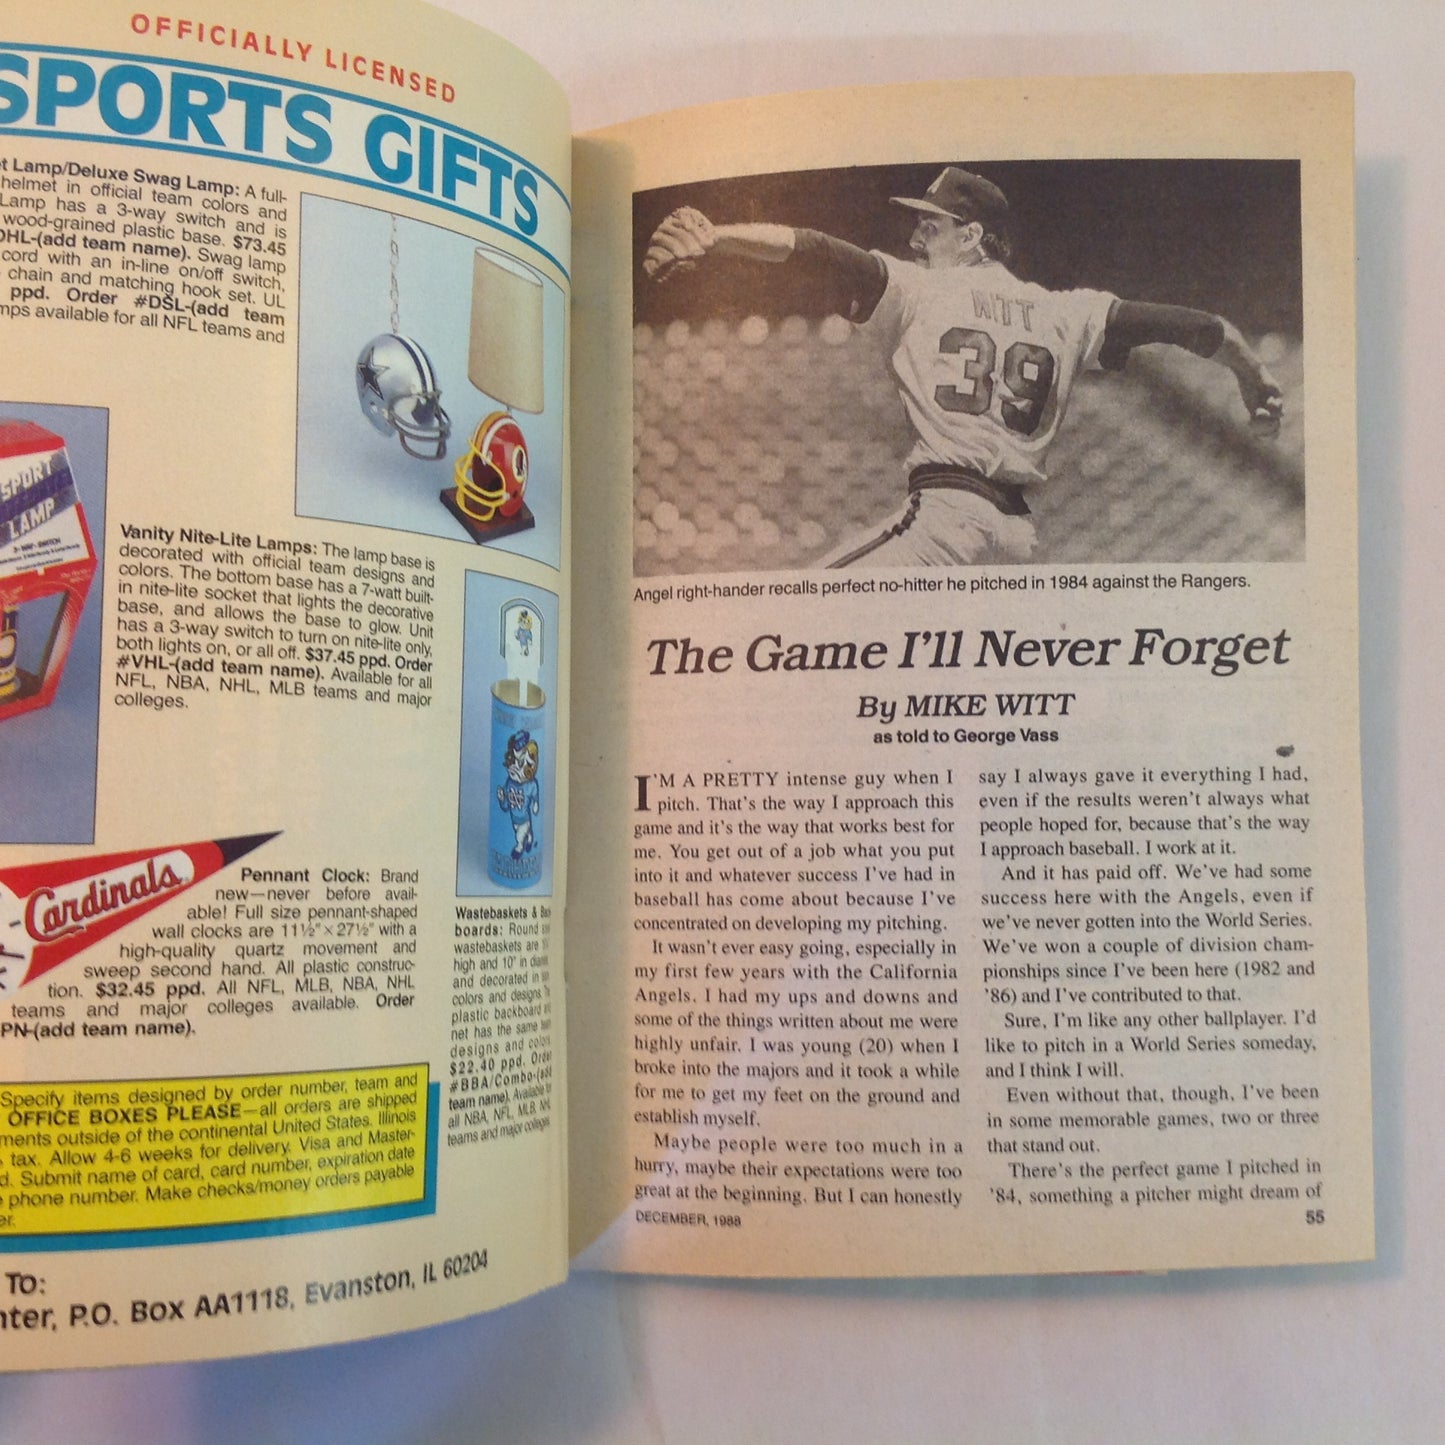 OFFICIALLY LICENSED
SPORTS GIFTS
Lamp/Deluxe Swag Lamp: A full-
helmet in official team colors and
Lamp has a 3-way switch and is
wood-grained plastic base. $73.45
(add team name). Swag lamp
cord with an in-line on/off switch,
chain and matching hook set. UL
ppd. Order #DSL-(add team
available for all NFL teams and
SPORT
LAMP
3-WAY SWITCH
Vanity Nite-Lite Lamps: The lamp base is
decorated with official team designs and
colors. The bottom base has a 7-watt built-
in nite-lite socket that lights the decorative
base, and allows the base to glow. Unit
has a 3-way switch to turn on nite-lite only,
both lights on, or all off. $37.45 ppd. Order
#VHL-(add team name). Available for all
NFL, NBA, NHL, MLB teams and major
colleges.
Cardinals
Pennant Clock: Brand
new—never before avail-
able! Full size pennant-shaped
wall clocks are 11½" × 27½" with a
high-quality quartz movement and
sweep second hand. All plastic construc-
tion. $32.45 ppd. All NFL, MLB, NBA, NHL
teams and major colleges available. Order
PN-(add team name).
Wastebaskets &
boards: Round
wastebaskets are
high and 10" in
and decorated in
colors and designs.
plastic backboard
net has the same
designs and colors.
$22.40 ppd. Order
#BBA/Combo-(add
team name). Available for
all NBA, NFL, MLB, NHL
teams and major colleges
Specify items designed by order number, team and
OFFICE BOXES PLEASE—all orders are shipped
outside of the continental United States. Illinois
tax. Allow 4-6 weeks for delivery. Visa and Master-
Submit name of card, card number, expiration date
phone number. Make checks/money orders payable
TO:
P.O. Box AA1118, Evanston, IL 60204
WITT
39
Angel right-hander recalls perfect no-hitter he pitched in 1984 against the Rangers.
The Game I'll Never Forget
By MIKE WITT
as told to George Vass
I'M A PRETTY intense guy when I
pitch. That's the way I approach this
game and it's the way that works best for
me. You get out of a job what you put
into it and whatever success I've had in
baseball has come about because I've
concentrated on developing my pitching.
It wasn't ever easy going, especially in
my first few years with the California
Angels. I had my ups and downs and
some of the things written about me were
highly unfair. I was young (20) when I
broke into the majors and it took a while
for me to get my feet on the ground and
establish myself.
Maybe people were too much in a
hurry, maybe their expectations were too
great at the beginning. But I can honestly
say I always gave it everything I had,
even if the results weren't always what
people hoped for, because that's the way
I approach baseball. I work at it.
And it has paid off. We've had some
success here with the Angels, even if
we've never gotten into the World Series.
We've won a couple of division cham-
pionships since I've been here (1982 and
'86) and I've contributed to that.
Sure, I'm like any other ballplayer. I'd
like to pitch in a World Series someday,
and I think I will.
Even without that, though, I've been
in some memorable games, two or three
that stand out.
There's the perfect game I pitched in
'84, something a pitcher might dream of
DECEMBER, 1988
55